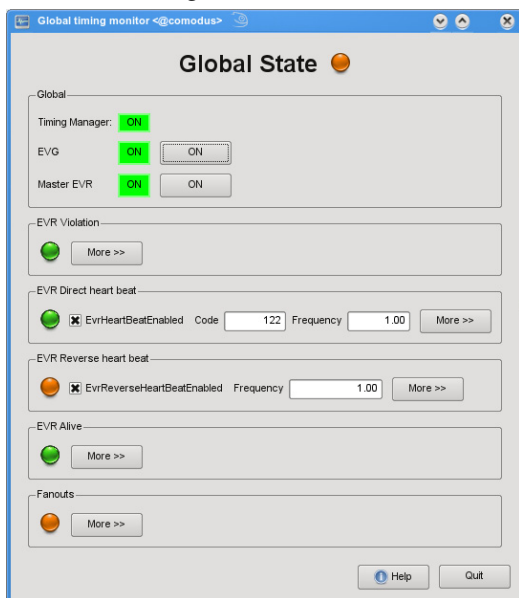 Global timing monitor <@comodus>
Global State
Global
Timing Manager: ON
EVG ON ON
Master EVR ON ON
EVR Violation
More >>
EVR Direct heart beat
EvrHeartBeatEnabled Code 122 Frequency 1.00 More >>
EVR Reverse heart beat
EvrReverseHeartBeatEnabled Frequency 1.00 More >>
EVR Alive
More >>
Fanouts
More >>
Help Quit